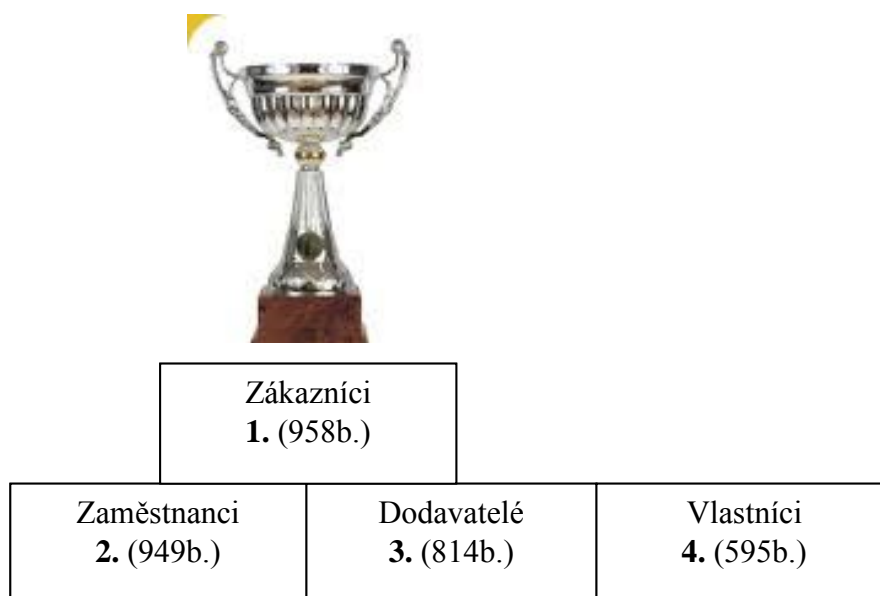 Zákazníci
1. (958b.)
Zaměstnanci
2. (949b.)
Dodavatelé
3. (814b.)
Vlastníci
4. (595b.)